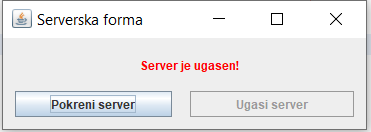 Serverska forma
Server je ugasen!
Pokreni server
Ugasi server